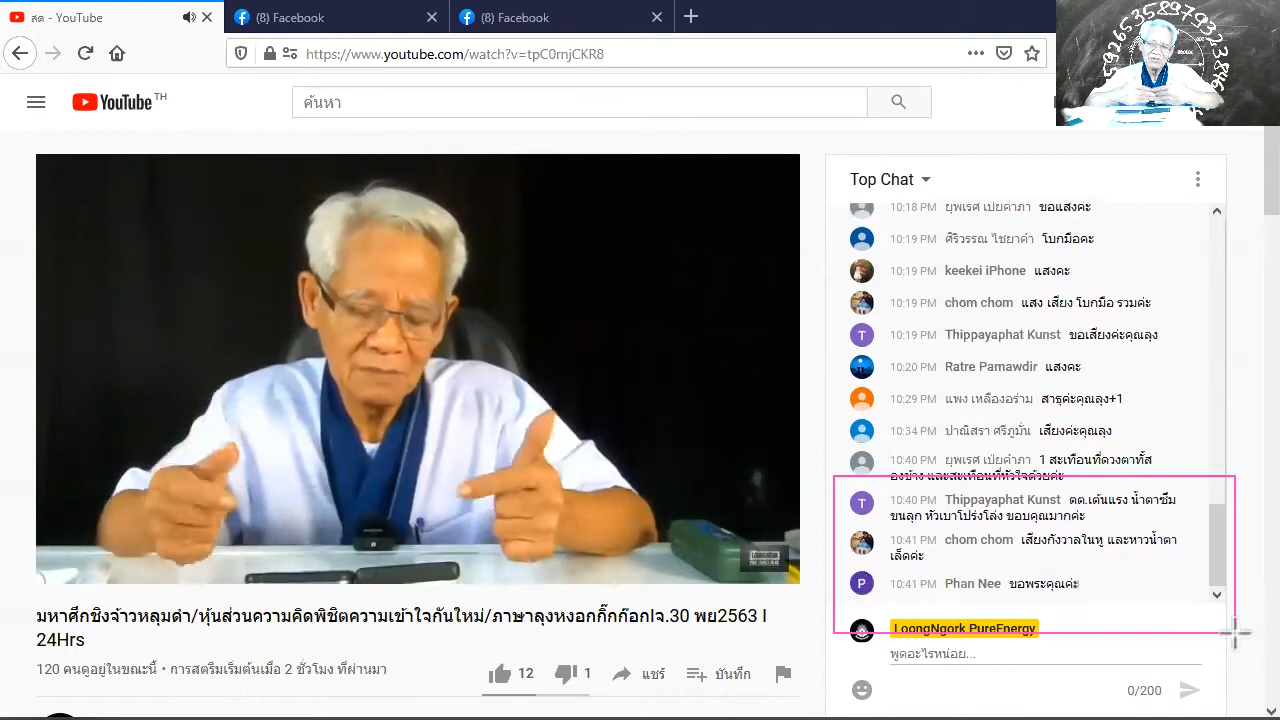 สด - YouTube
(8) Facebook
(8) Facebook
https://www.youtube.com/watch?v=tpC0rnjCKR8
YouTube TH
ค้นหา
Top Chat
10:18 PM ยุพเรศ เปยคำภา ขอแสงคะ
10:19 PM ศิริวรรณ ไชยาคำ โบกมือคะ
10:19 PM keekei iPhone แสงคะ
10:19 PM chom chom แสง เสียง โบกมือ รวมค่ะ
10:19 PM Thippayaphat Kunst ขอเสียงค่ะคุณลุง
10:20 PM Ratre Pamawdir แสงคะ
10:29 PM แพง เหลืองอร่าม สาธุค่ะคุณลุง+1
10:34 PM ปาณิสรา ศรีภูมั่น เสียงค่ะคุณลุง
10:40 PM ยุพเรศ เปยคำภา 1 สะเทือนที่ดวงตาทั้ส
องข้าง และสะเทือนที่หัวใจด้วยค่ะ
10:40 PM Thippayaphat Kunst ตต.เต้นแรง น้ำตาซึม
ขนลุก หัวเบาโปร่งโล่ง ขอบคุณมากค่ะ
10:41 PM chom chom เสียงกังวาลในหู และหาวน้ำตา
เล็ดค่ะ
10:41 PM Phan Nee ขอพระคุณค่ะ
LoongNgork PureEnergy
พูดอะไรหน่อย...
0/200
มหาศึกชิงจ้าวหลุมดำ/หุ้นส่วนความคิดพิชิตความเข้าใจกันใหม่/ภาษาลุงหงอกกิ๊กก๊อกIจ.30 พย2563 I
24Hrs
120 คนดูอยู่ในขณะนี้ • การสตรีมเริ่มต้นเมื่อ 2 ชั่วโมง ที่ผ่านมา
12
1
แชร์
บันทึก